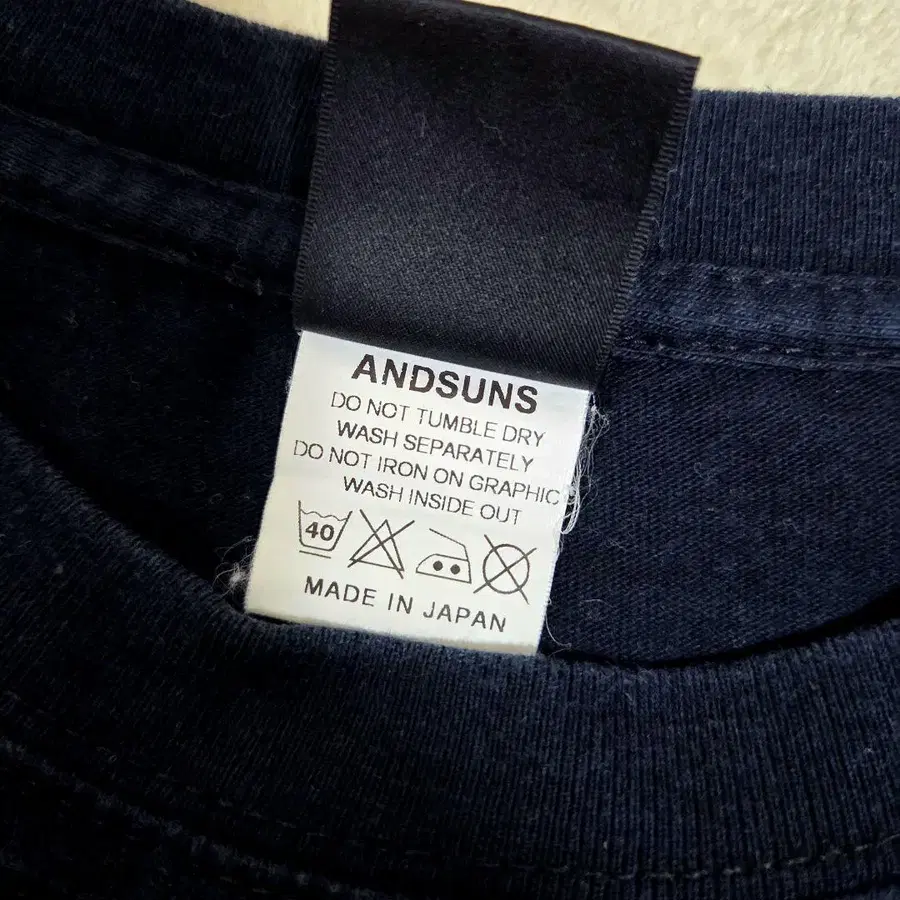 ANDSUNS
DO NOT TUMBLE DRY
WASH SEPARATELY
DO NOT IRON ON GRAPHIC
WASH INSIDE OUT
40
MADE IN JAPAN